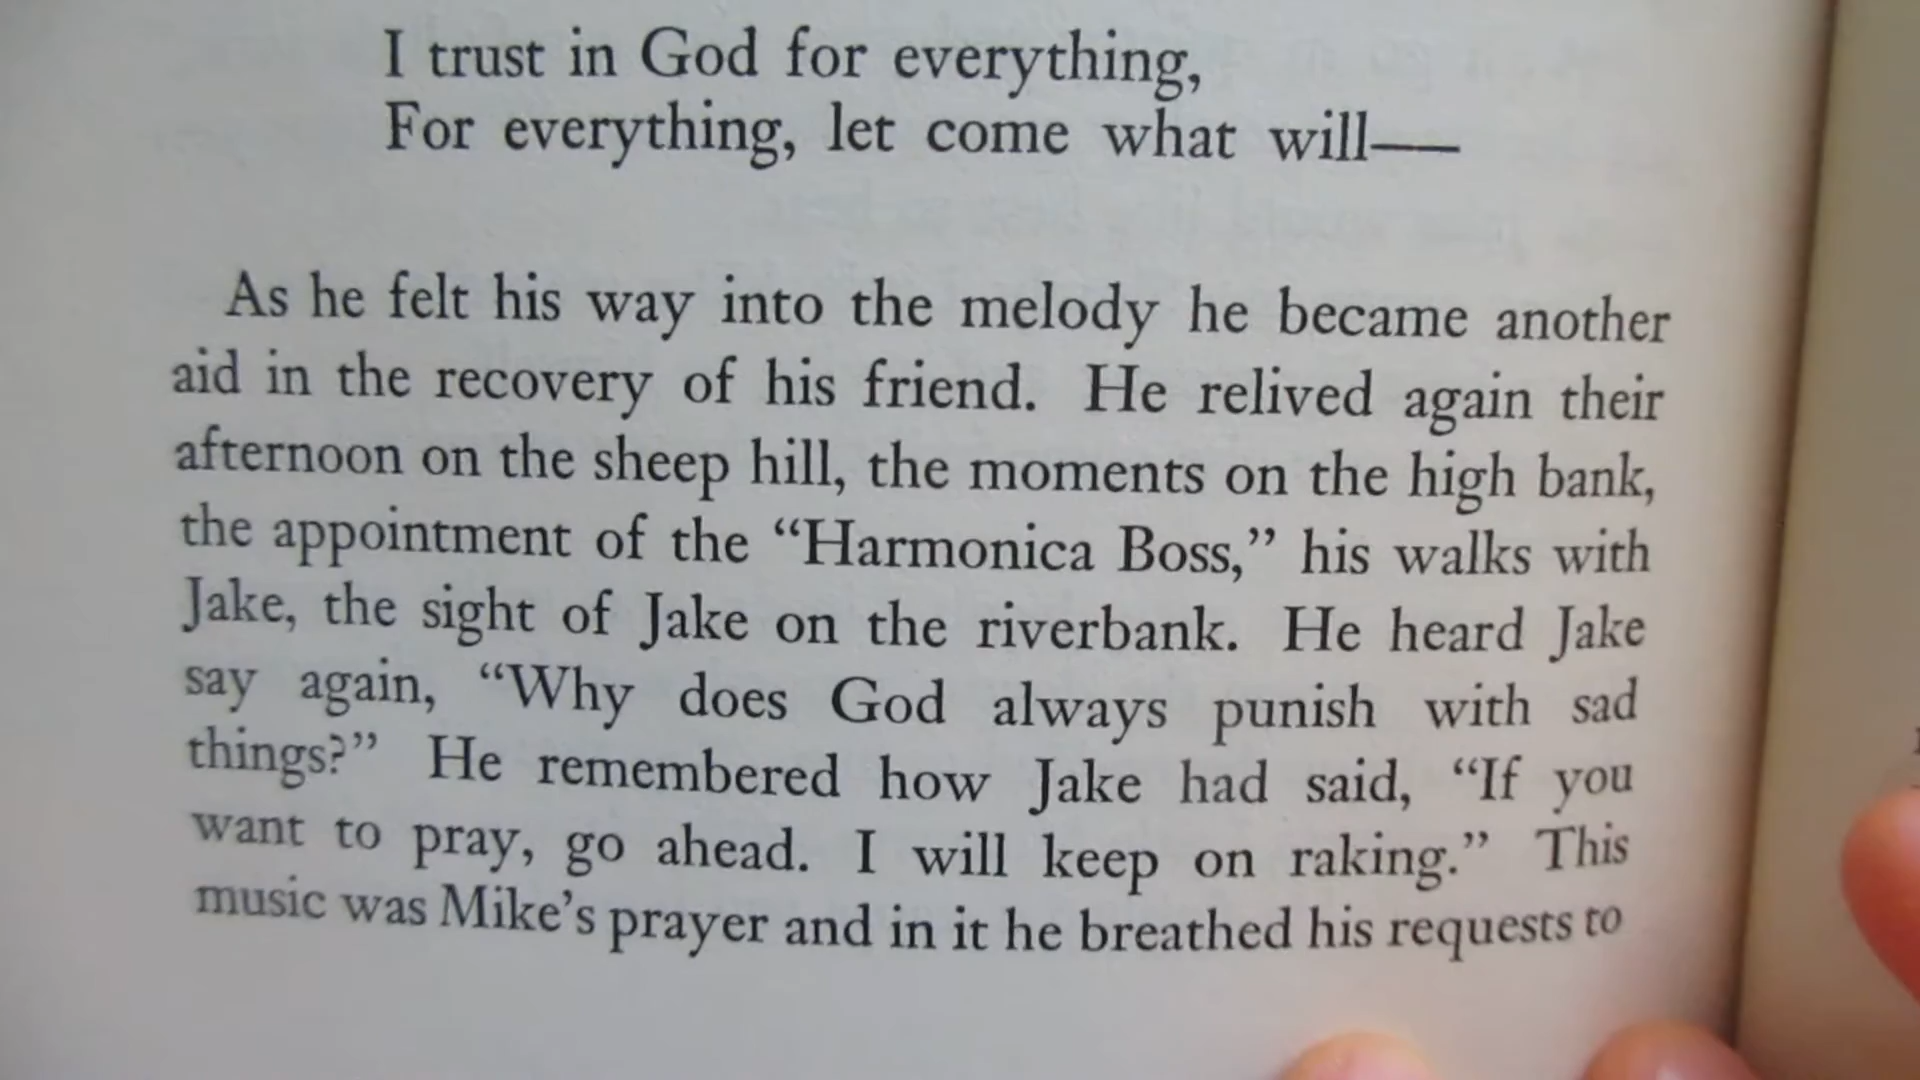 I trust in God for everything,
For everything, let come what will—
As he felt his way into the melody he became another
aid in the recovery of his friend. He relived again their
afternoon on the sheep hill, the moments on the high bank,
the appointment of the “Harmonica Boss,” his walks with
Jake, the sight of Jake on the riverbank. He heard Jake
say again, “Why does God always punish with sad
things?” He remembered how Jake had said, “If you
want to pray, go ahead. I will keep on raking.” This
music was Mike’s prayer and in it he breathed his requests to